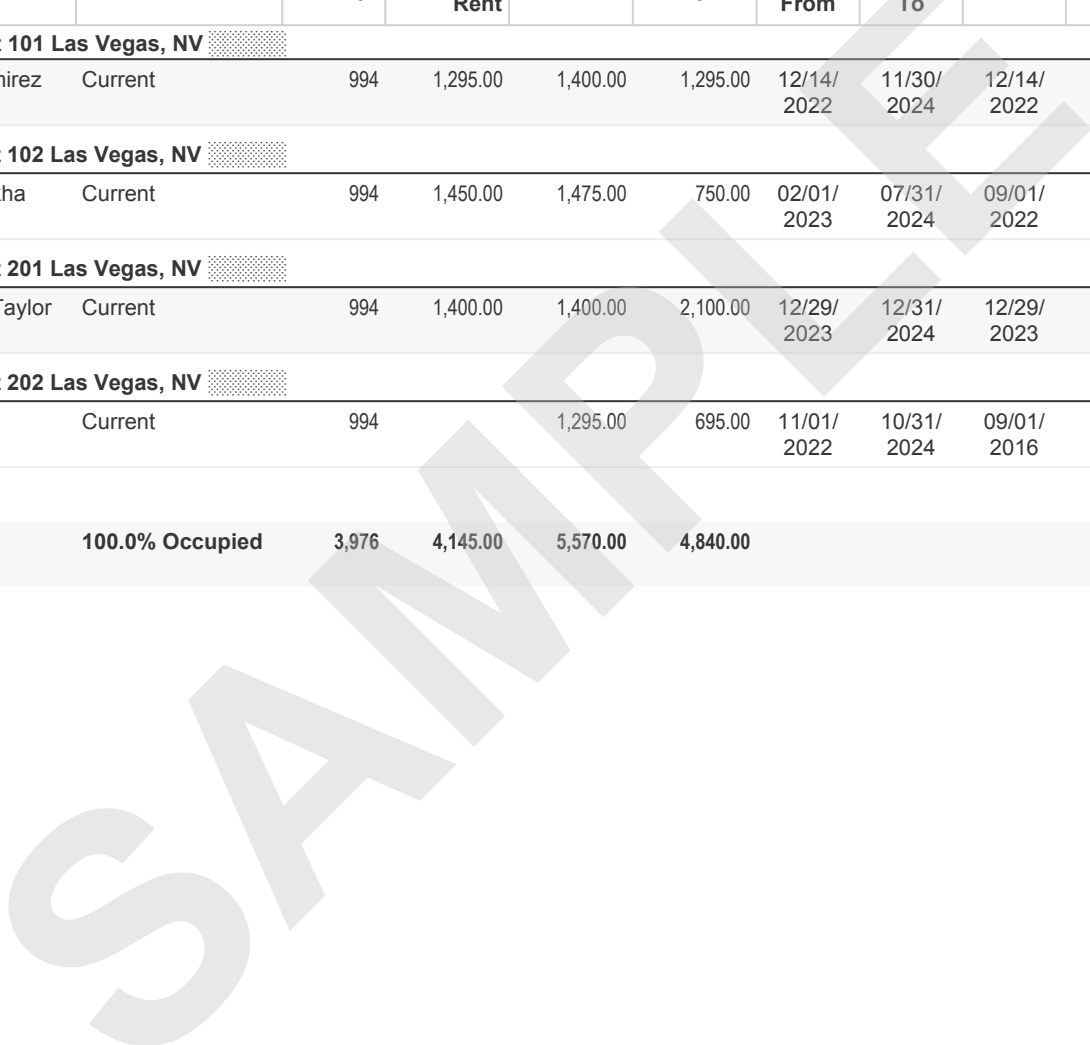 Rent From To
101 Las Vegas, NV
Current 994 1,295.00 1,400.00 1,295.00 12/14/ 11/30/ 12/14/
2022 2024 2022
102 Las Vegas, NV
Current 994 1,450.00 1,475.00 750.00 02/01/ 07/31/ 09/01/
2023 2024 2022
201 Las Vegas, NV
Taylor Current 994 1,400.00 1,400.00 2,100.00 12/29/ 12/31/ 12/29/
2023 2024 2023
202 Las Vegas, NV
Current 994 1,295.00 695.00 11/01/ 10/31/ 09/01/
2022 2024 2016
100.0% Occupied 3,976 4,145.00 5,570.00 4,840.00
SAMPLE